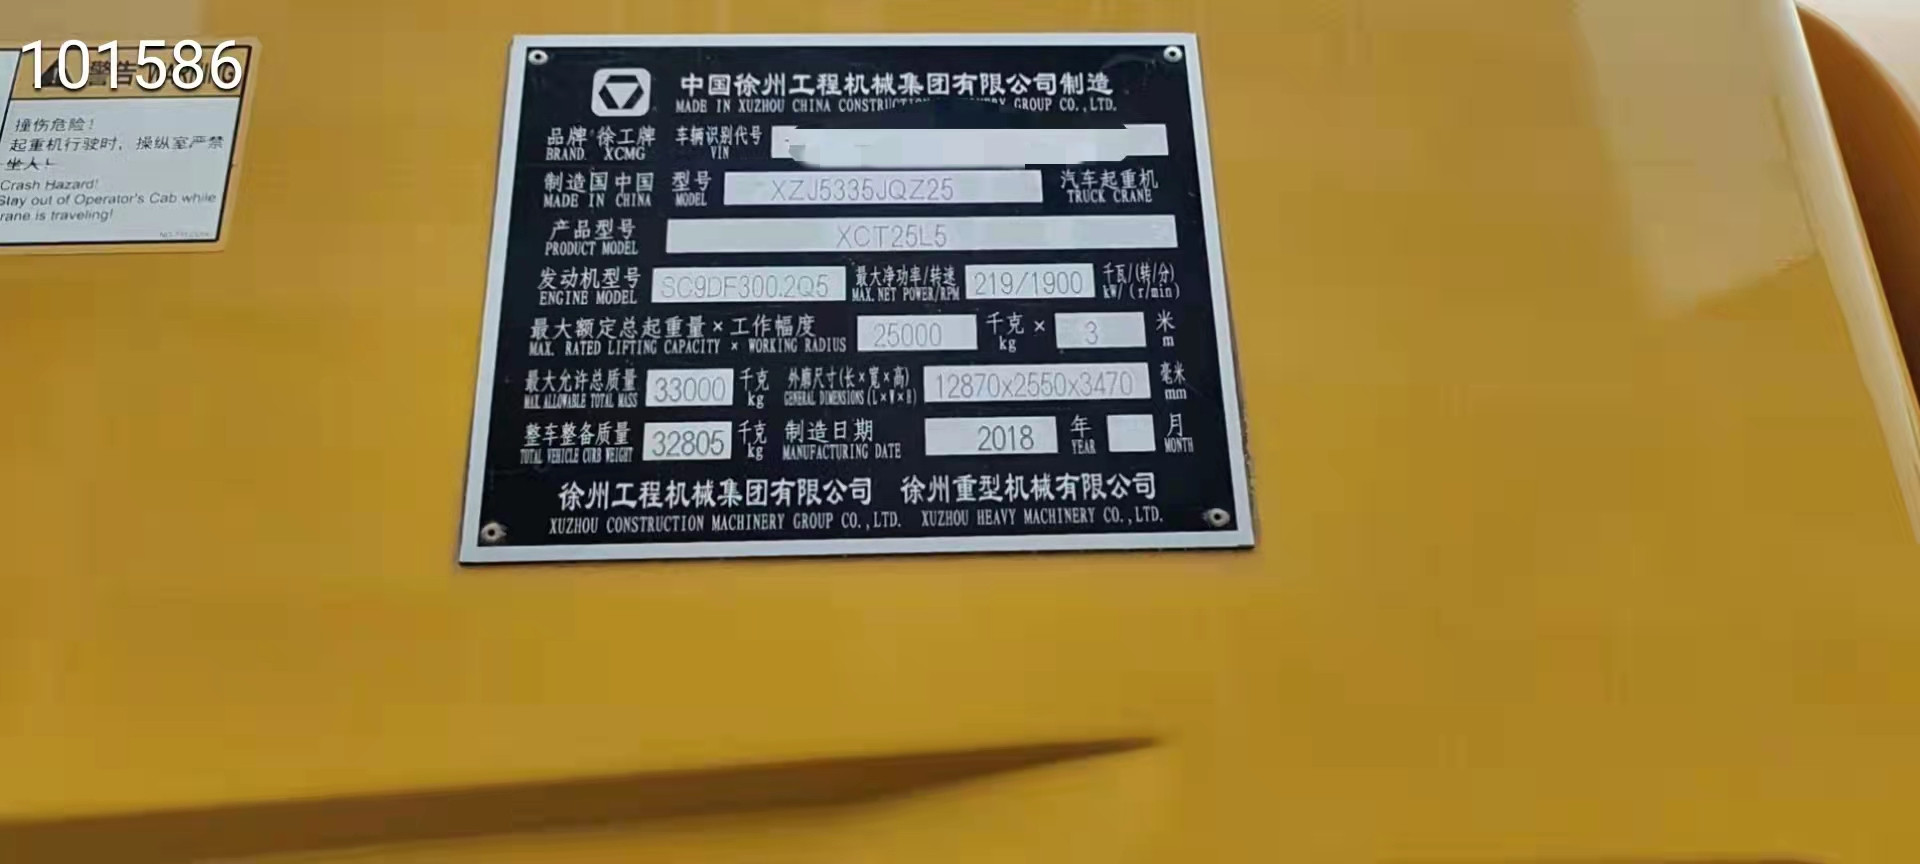 101586
警告 WARNING
撞伤危险！
起重机行驶时，操纵室严禁
坐人！
Crash Hazard!
Stay out of Operator's Cab while
rane is traveling!
中国徐州工程机械集团有限公司制造
MADE IN XUZHOU CHINA GROUP CO.,LTD.
品牌 徐工牌 车辆识别代号
BRAND XCMG VIN
制造国 中国 型号 XZJ5335JQZ25 汽车起重机
MADE IN CHINA MODEL TRUCK CRANE
产品型号 XCT25L5
PRODUCT MODEL
发动机型号 SC9DF300.2Q5 最大净功率/转速 219/1900 千瓦/(转/分)
ENGINE MODEL MAX. NET POWER/RPM kW/(r/min)
最大额定总起重量×工作幅度 25000 千克 × 3 米
MAX. RATED LIFTING CAPACITY × WORKING RADIUS kg m
最大允许总质量 33000 千克 外廓尺寸(长×宽×高) 12870x2550x3470 毫米
MAX ALLOWABLE TOTAL MASS kg GENERAL DIMENSIONS(L×W×H) mm
整车整备质量 32805 千克 制造日期 2018 年 月
TOTAL VEHICLE CURB WEIGHT kg MANUFACTURING DATE YEAR MONTH
徐州工程机械集团有限公司 徐州重型机械有限公司
XUZHOU CONSTRUCTION MACHINERY GROUP CO.,LTD. XUZHOU HEAVY MACHINERY CO.,LTD.